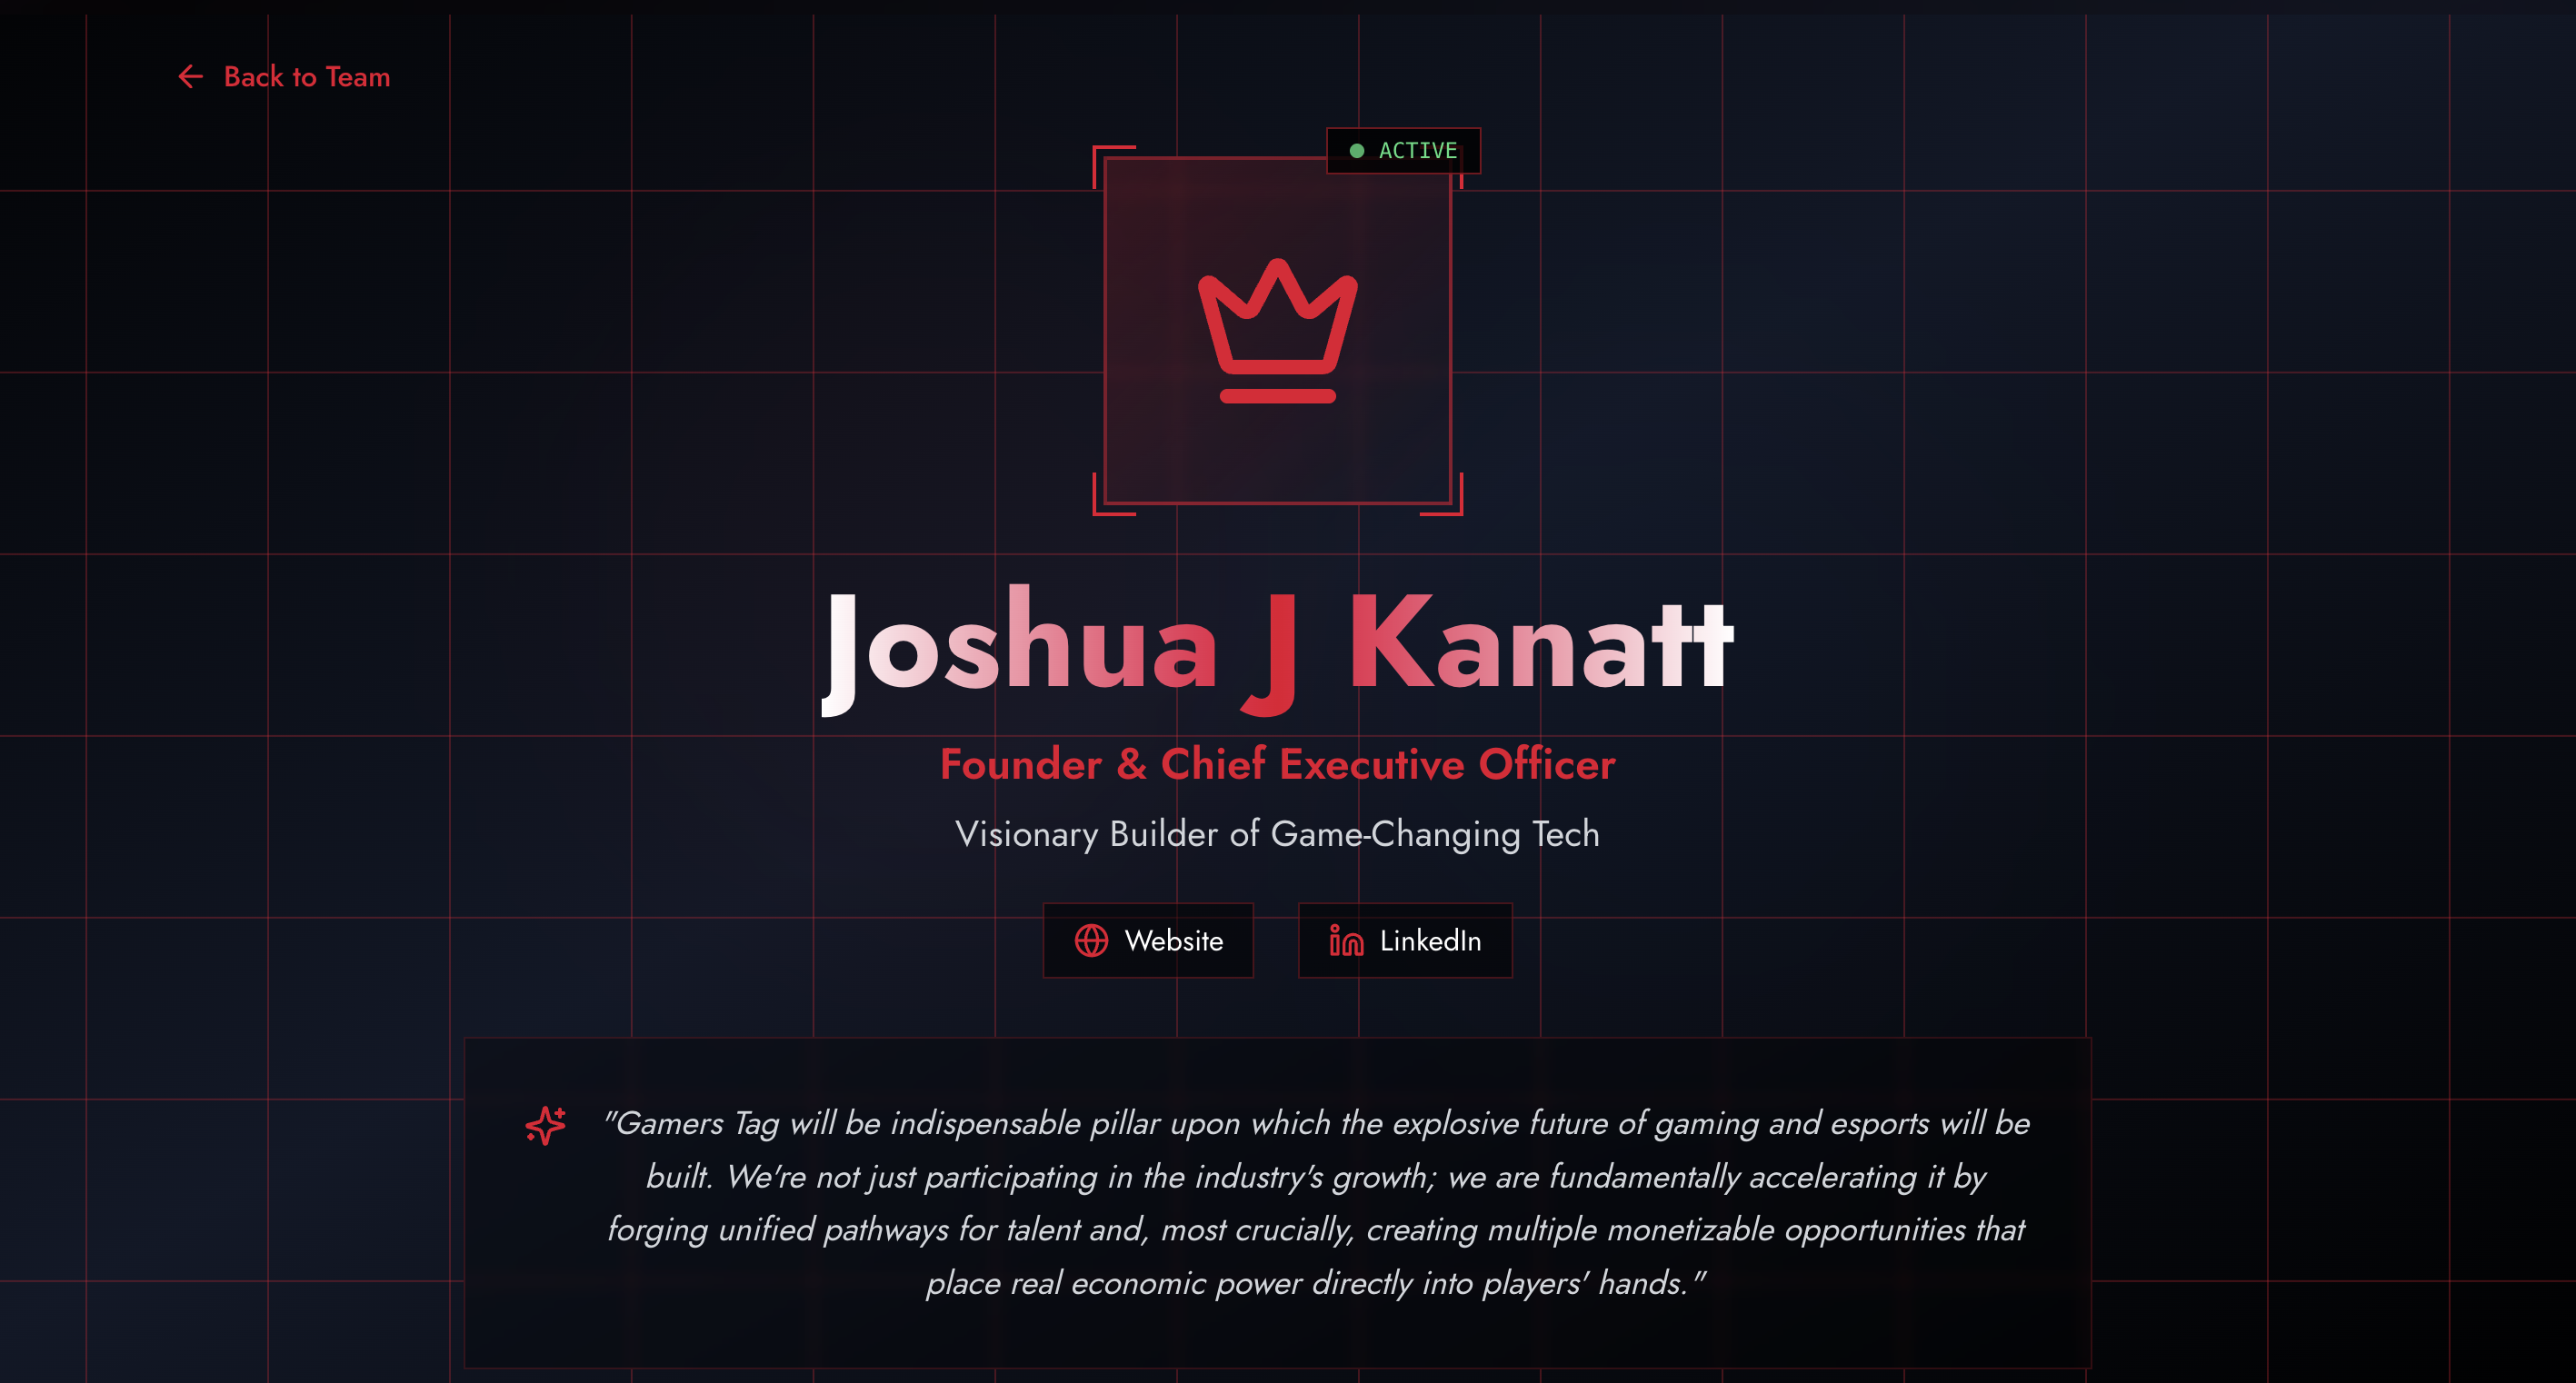 Back to Team
ACTIVE
Joshua J Kanatt
Founder & Chief Executive Officer
Visionary Builder of Game-Changing Tech
Website
LinkedIn
"Gamers Tag will be indispensable pillar upon which the explosive future of gaming and esports will be
built. We're not just participating in the industry's growth; we are fundamentally accelerating it by
forging unified pathways for talent and, most crucially, creating multiple monetizable opportunities that
place real economic power directly into players' hands."